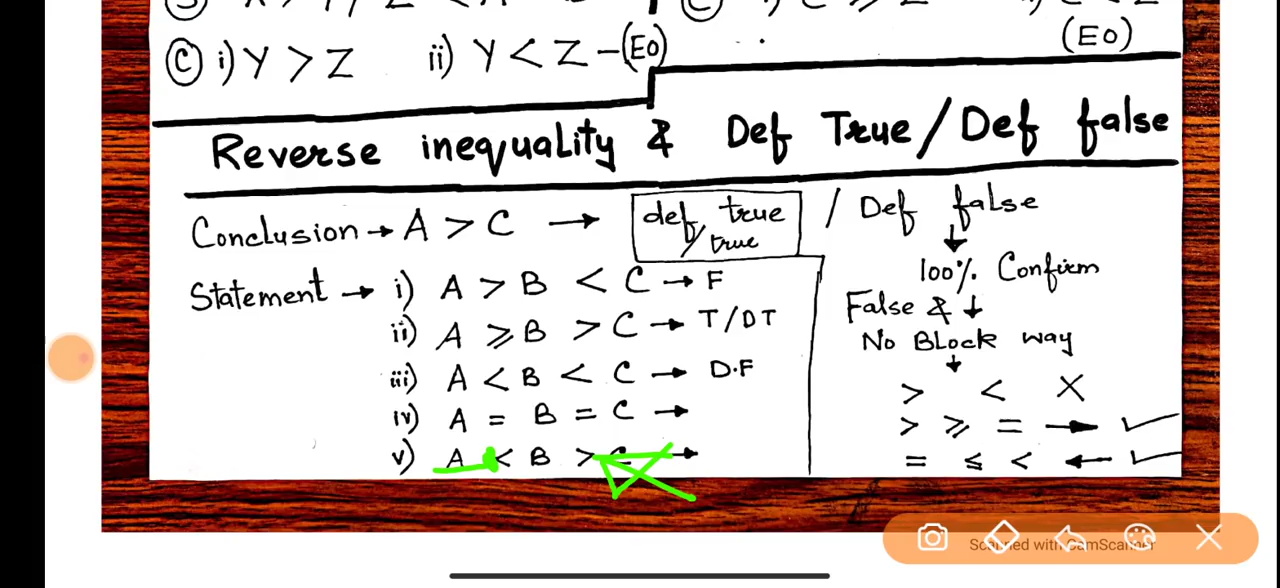 Ⓒ i) Y > Z ii) Y < Z – (EO)
(EO)
Reverse inequality & Def True / Def false
Conclusion → A > C → def true / true / Def false
↓
100% Confirm
False & ↓
No BLock way
↓
> < X
> ⩾ = → ✓
= ≤ < ← ✓
Statement → i) A > B < C → F
ii) A ⩾ B > C → T/DT
iii) A < B < C → D.F
iv) A = B = C →
v) A < B > C →
Scanned with CamScanner